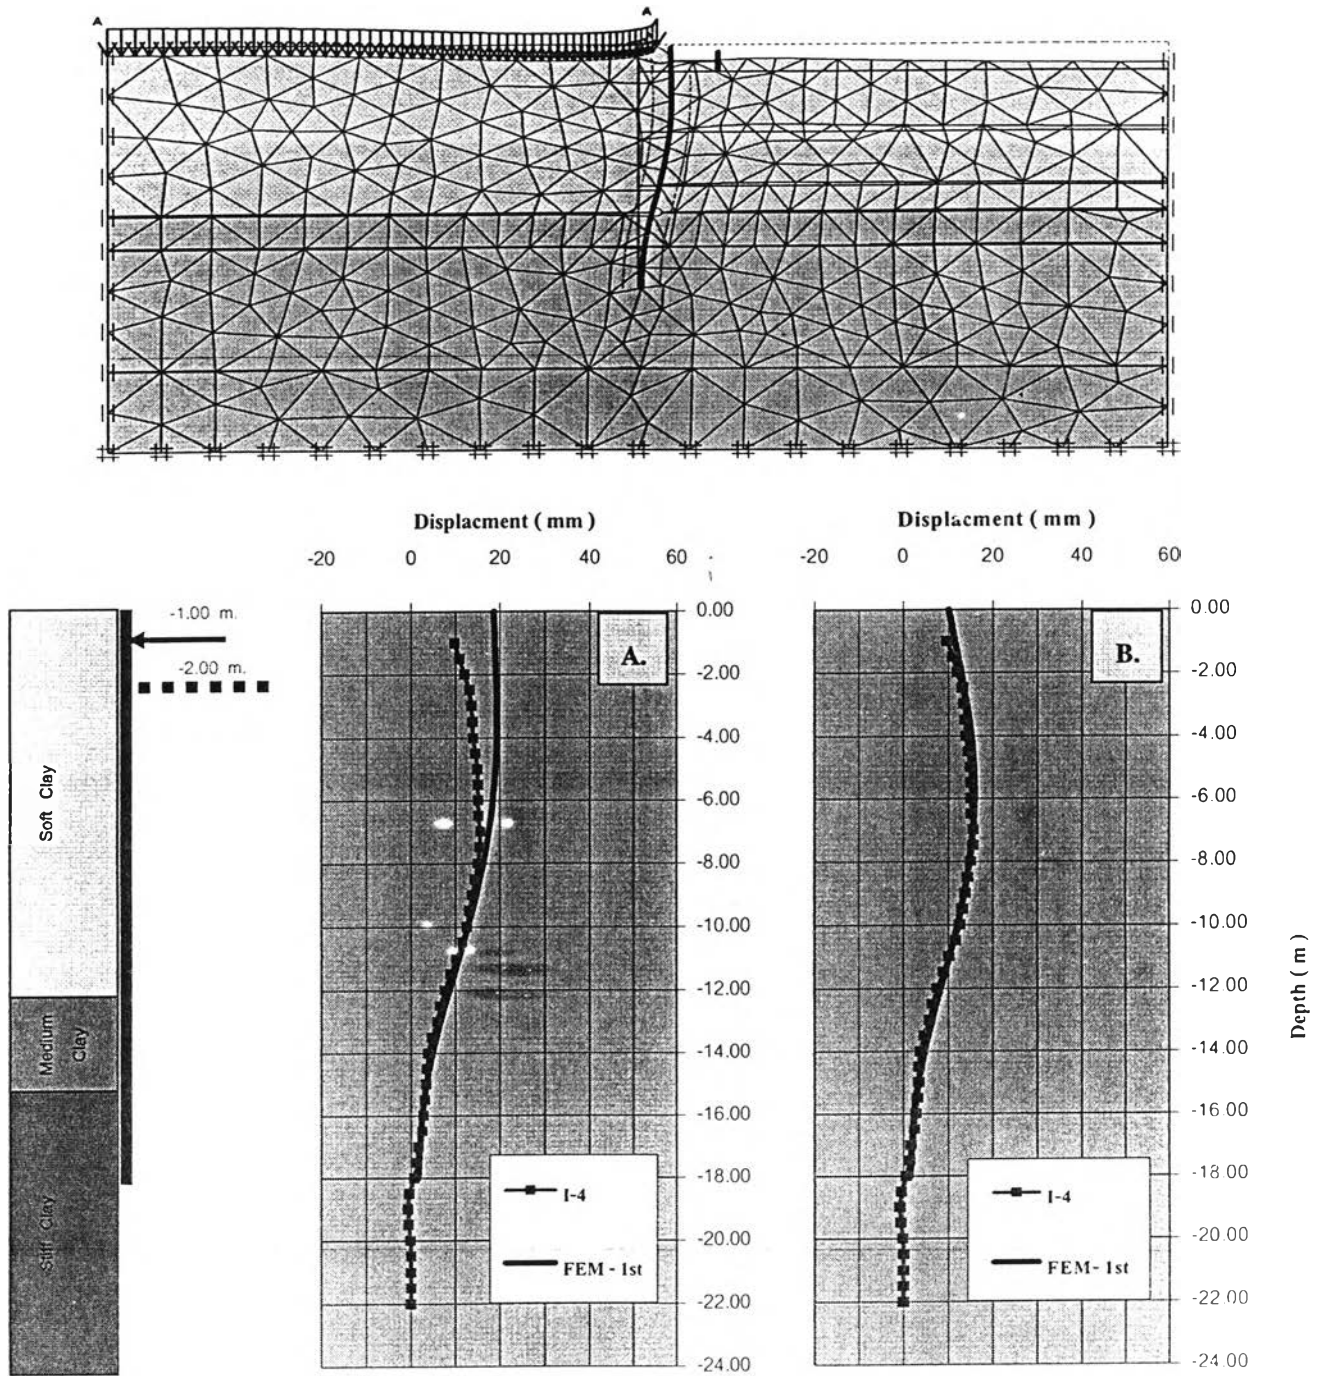 A
A
Displacment ( mm )
-20 0 20 40 60
Displacment ( mm )
-20 0 20 40 60
-1.00 m.
-2.00 m.
Soft Clay
Medium
Clay
Stiff Clay
A.
0.00
-2.00
-4.00
-6.00
-8.00
-10.00
-12.00
-14.00
-16.00
-18.00
-20.00
-22.00
-24.00
I-4
FEM - 1st
B.
0.00
-2.00
-4.00
-6.00
-8.00
-10.00
-12.00
-14.00
-16.00
-18.00
-20.00
-22.00
-24.00
I-4
FEM- 1st
Depth ( m )